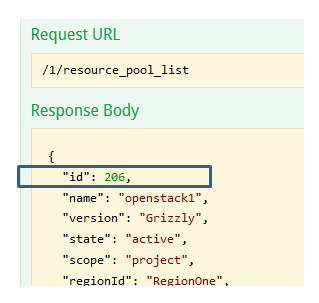 Request URL
/1/resource_pool_list
Response Body
{
"id": 206,
"name": "openstack1",
"version": "Grizzly",
"state": "active",
"scope": "project",
"regionId": "RegionOne",